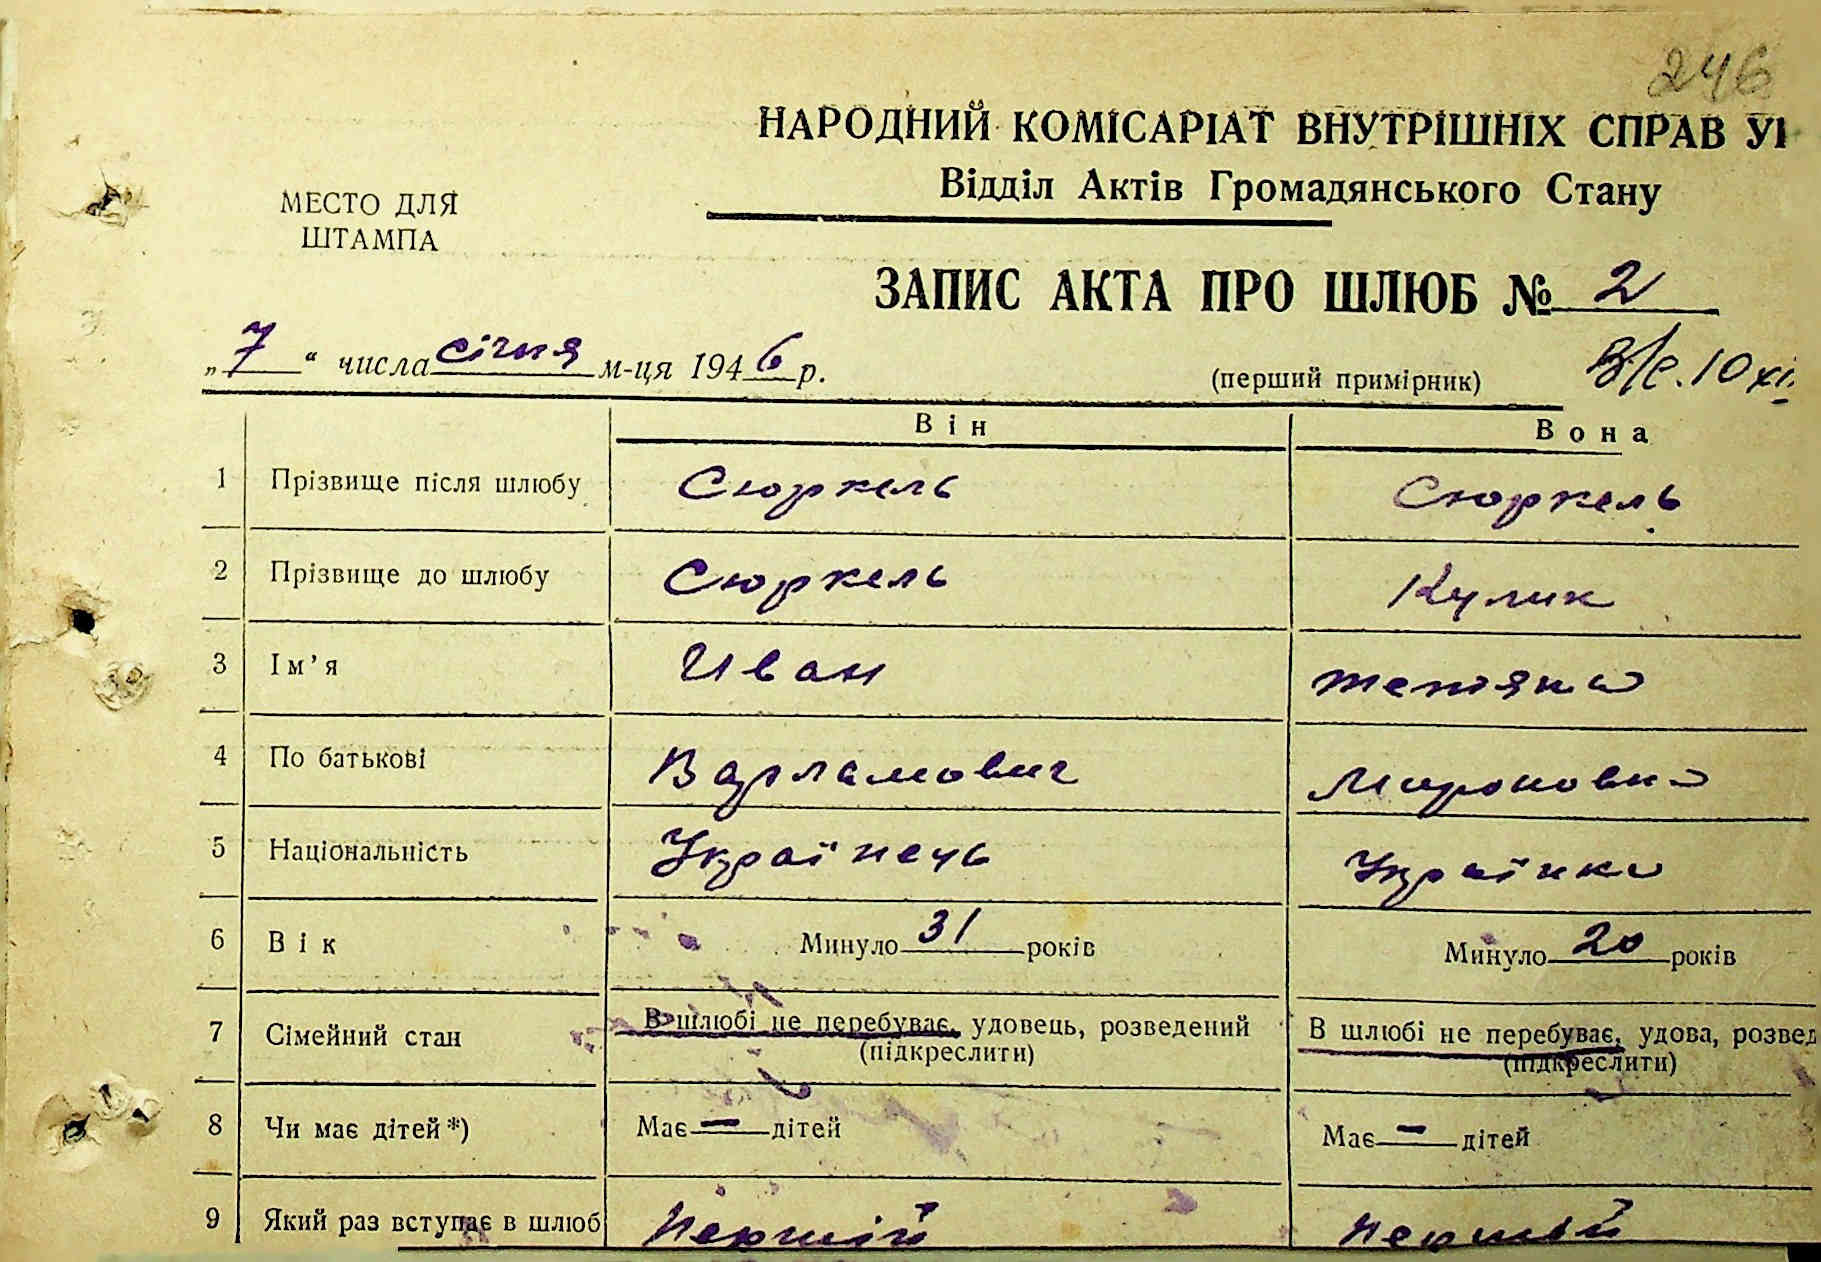 246
НАРОДНИЙ КОМІСАРІАТ ВНУТРІШНІХ СПРАВ
Відділ Актів Громадянського Стану
МЕСТО ДЛЯ
ШТАМПА
ЗАПИС АКТА ПРО ШЛЮБ № 2
„7“ числа січня м-ця 1946 р.
(перший примірник) 10 xi
Він Вона
1 Прізвище після шлюбу Сюркель Сюркель
2 Прізвище до шлюбу Сюркель Кулик
3 Ім'я Иван Тетяна
4 По батькові Варламович Мироновна
5 Національність Українець Українка
6 Вік Минуло 31 років Минуло 20 років
7 Сімейний стан В шлюбі не перебуває, удовець, розведений В шлюбі не перебуває, удова, розвед
(підкреслити) (підкреслити)
8 Чи має дітей*) Має — дітей Має — дітей
9 Який раз вступає в шлюб